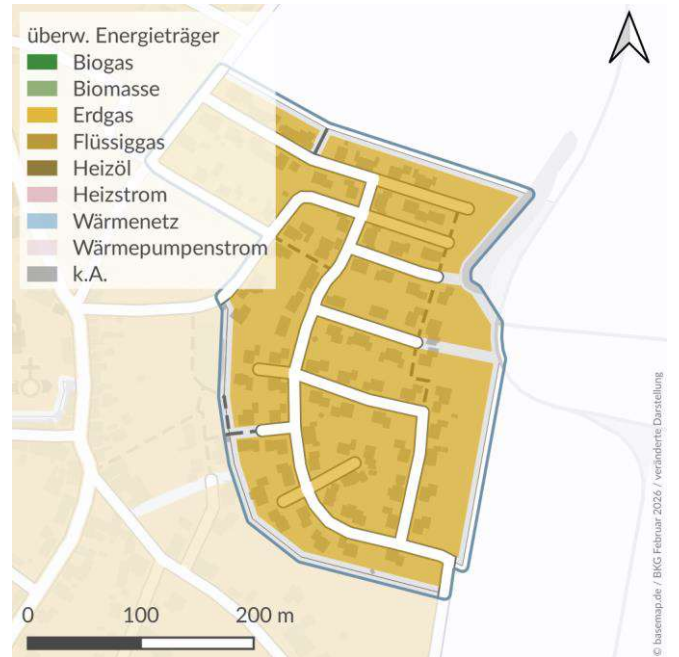 überw. Energieträger
Biogas
Biomasse
Erdgas
Flüssiggas
Heizöl
Heizstrom
Wärmenetz
Wärmepumpenstrom
k.A.
0 100 200 m
© basemap.de / BKG Februar 2026 / veränderte Darstellung